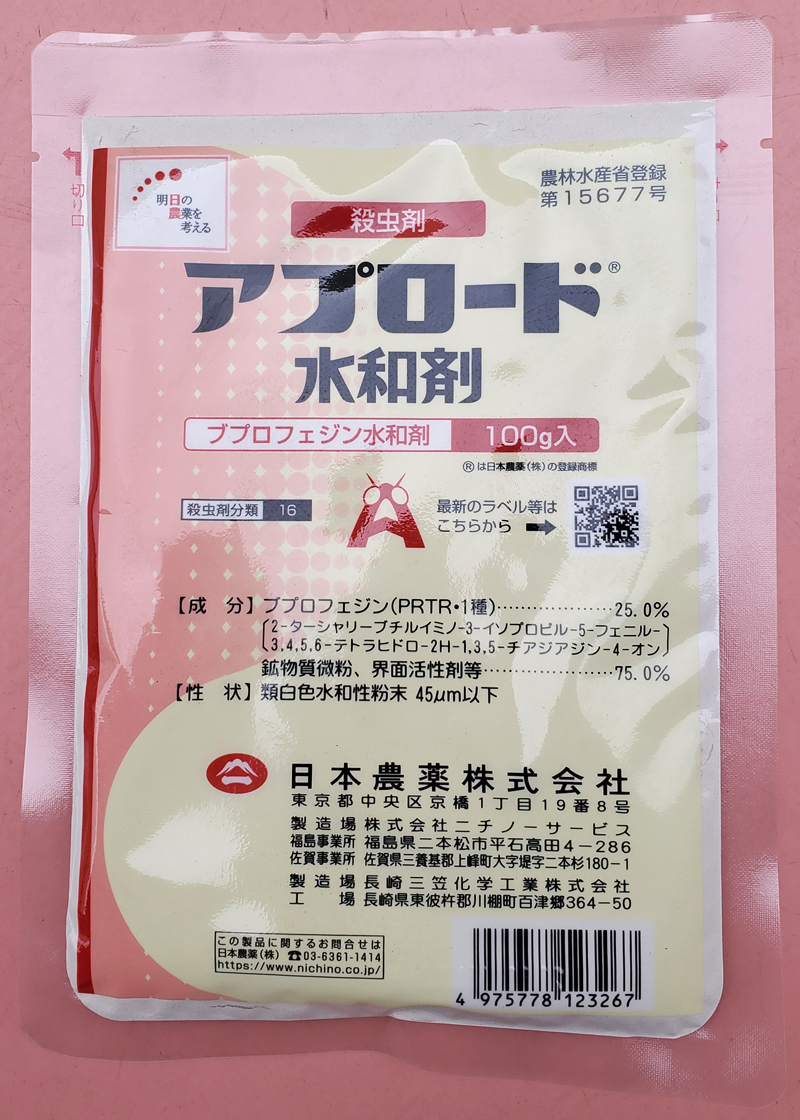 明日の
農業を
考える
農林水産省登録
第15677号
殺虫剤
アプロード®
水和剤
ブプロフェジン水和剤 100g入
®は日本農薬(株)の登録商標
殺虫剤分類 16
最新のラベル等は
こちらから
【成 分】ブプロフェジン(PRTR・1種)………………25.0%
〔2-ターシャリーブチルイミノ-3-イソプロピル-5-フェニル-
3,4,5,6-テトラヒドロ-2H-1,3,5-チアジアジン-4-オン〕
鉱物質微粉、界面活性剤等………………75.0%
【性 状】類白色水和性粉末 45μm以下
日本農薬株式会社
東京都中央区京橋1丁目19番8号
製造場 株式会社ニチノーサービス
福島事業所 福島県二本松市平石高田4-286
佐賀事業所 佐賀県三養基郡上峰町大字堤字二本杉180-1
製造場 長崎三笠化学工業株式会社
工場 長崎県東彼杵郡川棚町百津郷364-50
この製品に関するお問合せは
日本農薬(株) ☎03-6361-1414
https://www.nichino.co.jp/
4 975778 123267
切り口